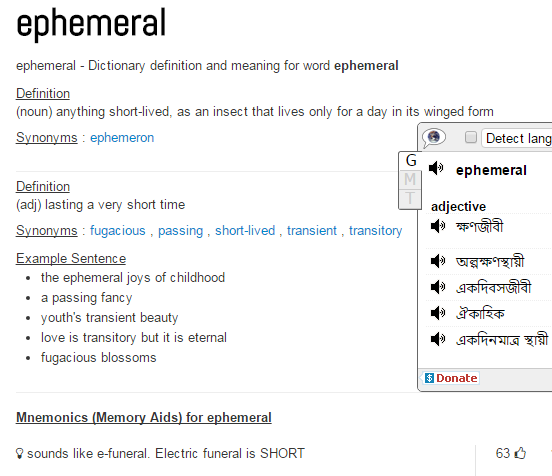 ephemeral
ephemeral - Dictionary definition and meaning for word ephemeral
Definition
(noun) anything short-lived, as an insect that lives only for a day in its winged form
Synonyms : ephemeron
Definition
(adj) lasting a very short time
Synonyms : fugacious , passing , short-lived , transient , transitory
Example Sentence
the ephemeral joys of childhood
a passing fancy
youth's transient beauty
love is transitory but it is eternal
fugacious blossoms
Mnemonics (Memory Aids) for ephemeral
sounds like e-funeral. Electric funeral is SHORT
63
Detect lang
G
M
T
ephemeral
adjective
ক্ষণজীবী
অল্পক্ষণস্থায়ী
একদিবসজীবী
ঐকাহিক
একদিনমাত্র স্থায়ী
$ Donate